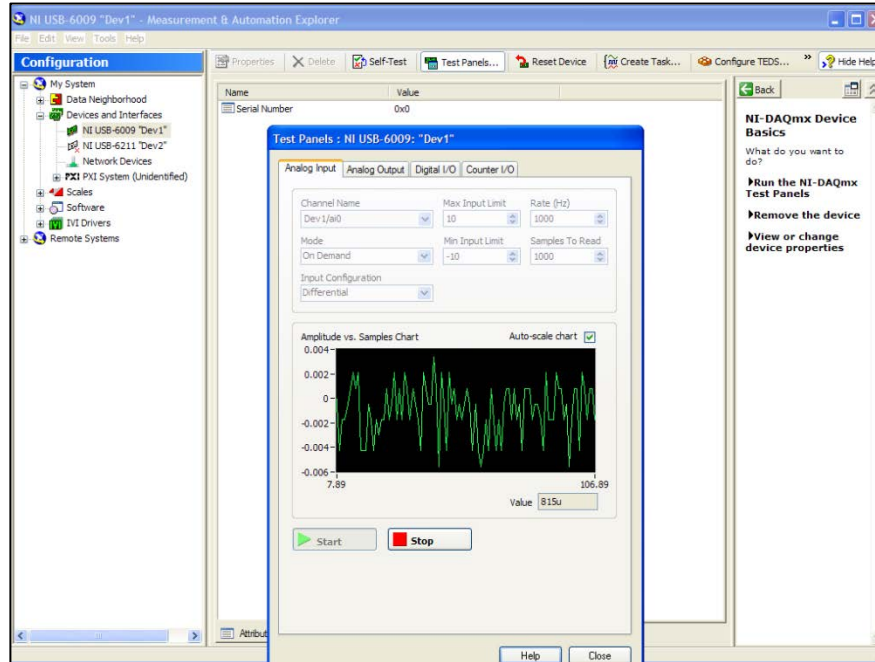 NI USB-6009 "Dev1" - Measurement & Automation Explorer
File Edit View Tools Help
Configuration
My System
Data Neighborhood
Devices and Interfaces
NI USB-6009 "Dev1"
NI USB-6211 "Dev2"
Network Devices
PXI PXI System (Unidentified)
Scales
Software
IVI Drivers
Remote Systems
Properties Delete Self-Test Test Panels... Reset Device Create Task... Configure TEDS... » Hide Help
Name Value
Serial Number 0x0
Back
NI-DAQmx Device
Basics
What do you want to
do?
Run the NI-DAQmx
Test Panels
Remove the device
View or change
device properties
Test Panels : NI USB-6009: "Dev1"
Analog Input Analog Output Digital I/O Counter I/O
Channel Name Max Input Limit Rate (Hz)
Dev1/ai0 10 1000
Mode Min Input Limit Samples To Read
On Demand -10 1000
Input Configuration
Differential
Amplitude vs. Samples Chart Auto-scale chart
0.004
0.002
0
-0.002
-0.004
-0.006
7.89 106.89
Value 815u
Start Stop
Attribut
Help Close